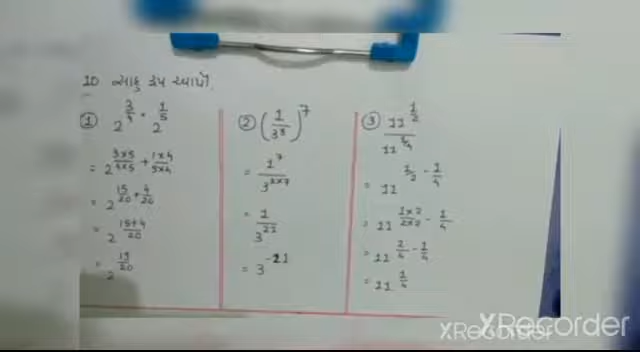 10 સાદુ રૂપ આપો.
① 2^(3/4) · 2^(1/5)
= 2^(3×5/4×5 + 1×4/5×4)
= 2^(15/20 + 4/20)
= 2^(15+4/20)
= 2^(19/20)
② (1/3^3)^7
= 1^7/3^(3×7)
= 1/3^21
= 3^-21
③ 11^(1/2)/11^(1/4)
= 11^(1/2 - 1/4)
= 11^(1×2/2×2 - 1/4)
= 11^(2/4 - 1/4)
= 11^(1/4)
XRecorder
XRecorder